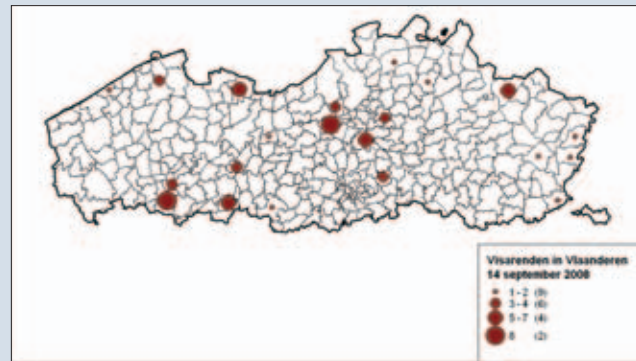 Visarenden in Vlaanderen
14 september 2008
1 - 2 (9)
3 - 4 (6)
5 - 7 (4)
8 (2)